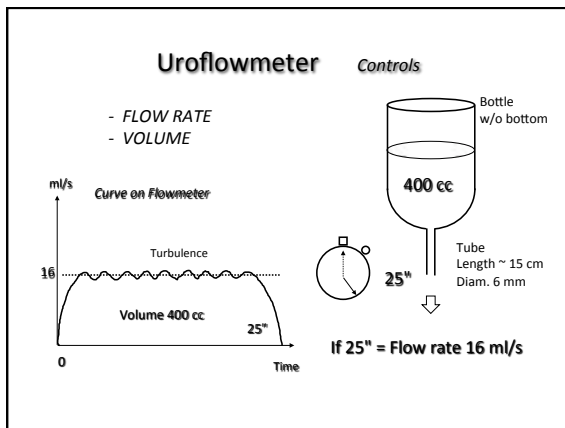 Uroflowmeter Controls
- FLOW RATE
- VOLUME
Bottle
w/o bottom
400 cc
ml/s
Curve on Flowmeter
Turbulence
16
Volume 400 cc
25"
0
Time
25"
Tube
Length ~ 15 cm
Diam. 6 mm
If 25" = Flow rate 16 ml/s